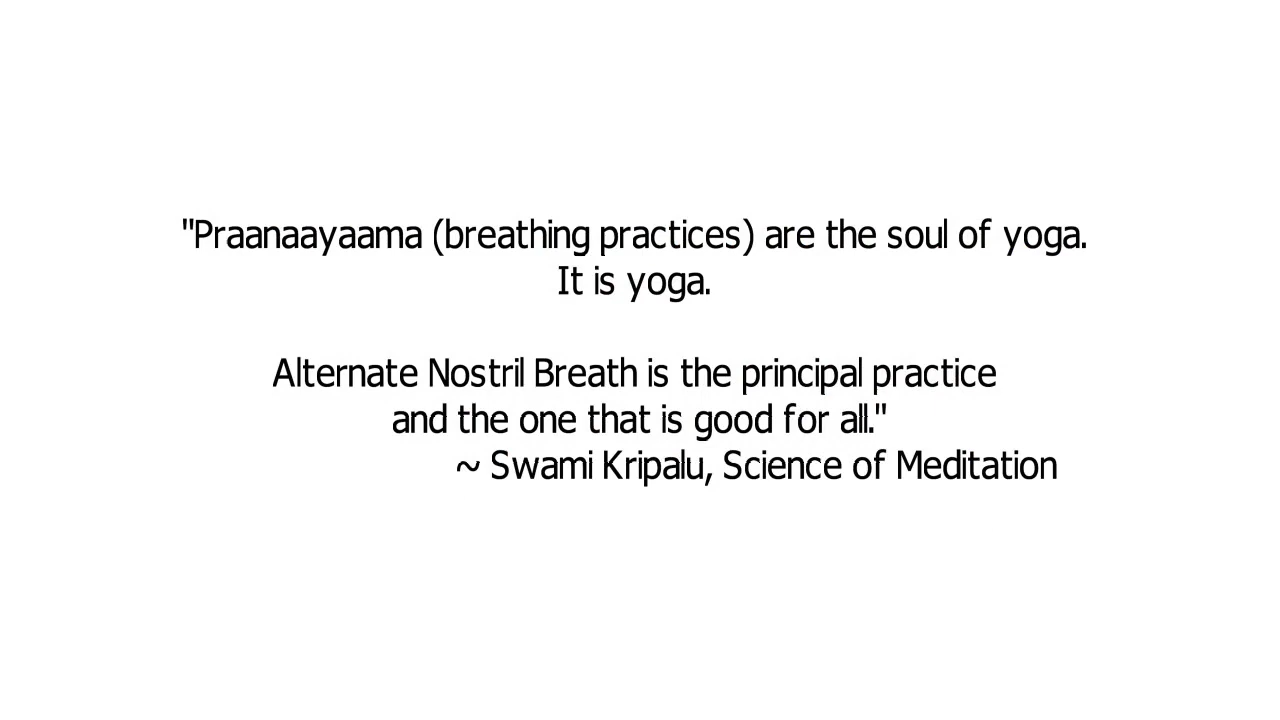 "Praanaayaama (breathing practices) are the soul of yoga.
It is yoga.
Alternate Nostril Breath is the principal practice
and the one that is good for all."
~ Swami Kripalu, Science of Meditation